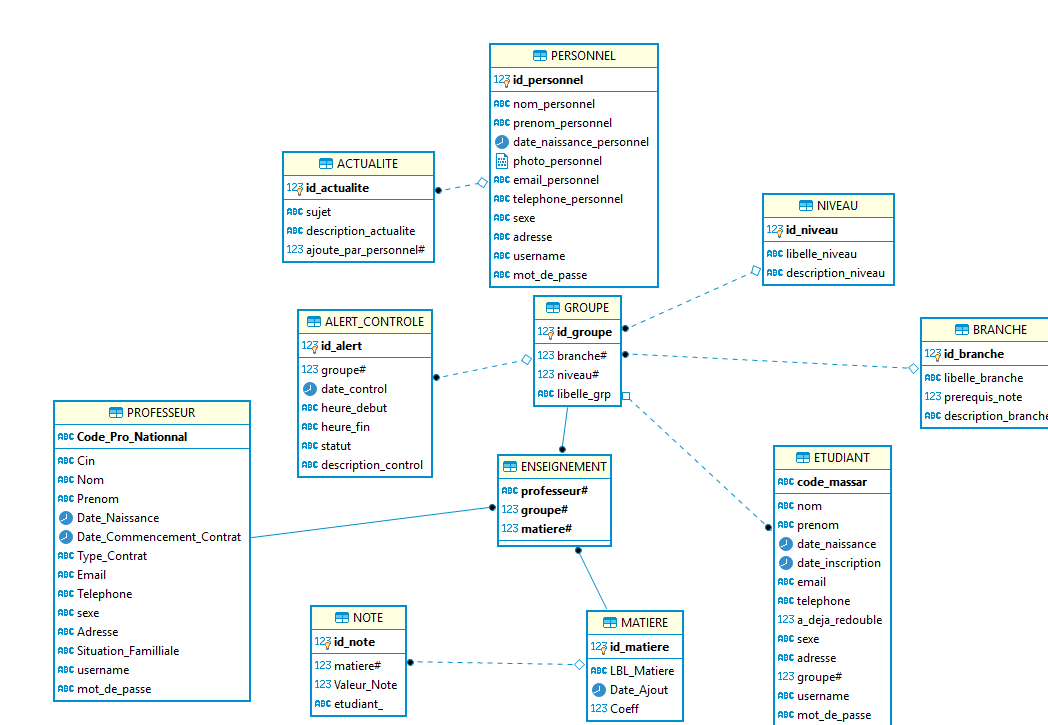 PERSONNEL
id_personnel
nom_personnel
prenom_personnel
date_naissance_personnel
photo_personnel
email_personnel
telephone_personnel
sexe
adresse
username
mot_de_passe
ACTUALITE
id_actualite
sujet
description_actualite
ajoute_par_personnel#
NIVEAU
id_niveau
libelle_niveau
description_niveau
GROUPE
id_groupe
branche#
niveau#
libelle_grp
ALERT_CONTROLE
id_alert
groupe#
date_control
heure_debut
heure_fin
statut
description_control
BRANCHE
id_branche
libelle_branche
prerequis_note
description_branche
PROFESSEUR
Code_Pro_Nationnal
Cin
Nom
Prenom
Date_Naissance
Date_Commencement_Contrat
Type_Contrat
Email
Telephone
sexe
Adresse
Situation_Familliale
username
mot_de_passe
ENSEIGNEMENT
professeur#
groupe#
matiere#
ETUDIANT
code_massar
nom
prenom
date_naissance
date_inscription
email
telephone
a_deja_redouble
sexe
adresse
groupe#
username
mot_de_passe
NOTE
id_note
matiere#
Valeur_Note
etudiant_
MATIERE
id_matiere
LBL_Matiere
Date_Ajout
Coeff